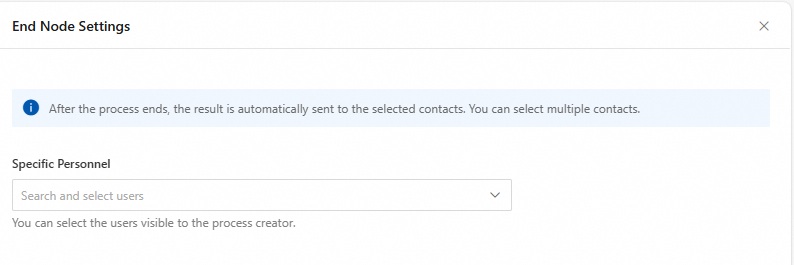 End Node Settings
After the process ends, the result is automatically sent to the selected contacts. You can select multiple contacts.
Specific Personnel
Search and select users
You can select the users visible to the process creator.